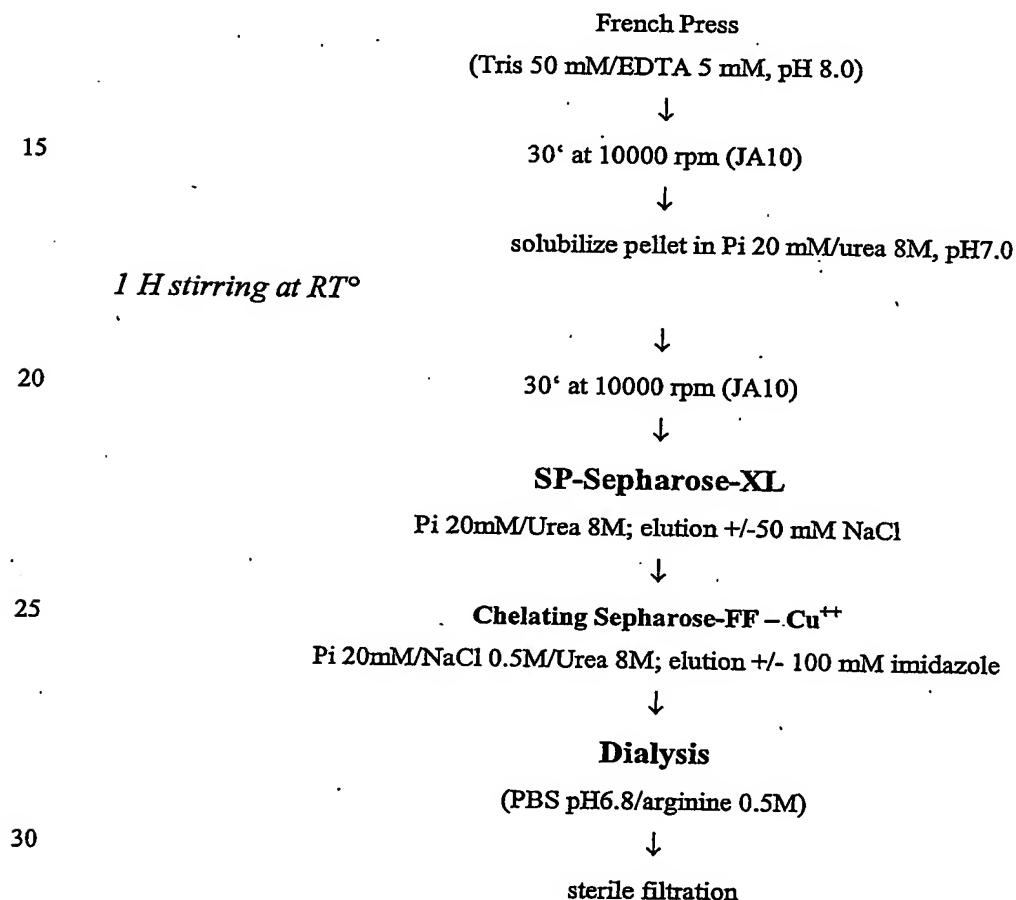 French Press
(Tris 50 mM/EDTA 5 mM, pH 8.0)
↓
15 30‘ at 10000 rpm (JA10)
↓
solubilize pellet in Pi 20 mM/urea 8M, pH7.0
1 H stirring at RT°
↓
20 30‘ at 10000 rpm (JA10)
↓
SP-Sepharose-XL
Pi 20mM/Urea 8M; elution +/-50 mM NaCl
↓
25 Chelating Sepharose-FF – Cu⁺⁺
Pi 20mM/NaCl 0.5M/Urea 8M; elution +/- 100 mM imidazole
↓
Dialysis
(PBS pH6.8/arginine 0.5M)
30 ↓
sterile filtration